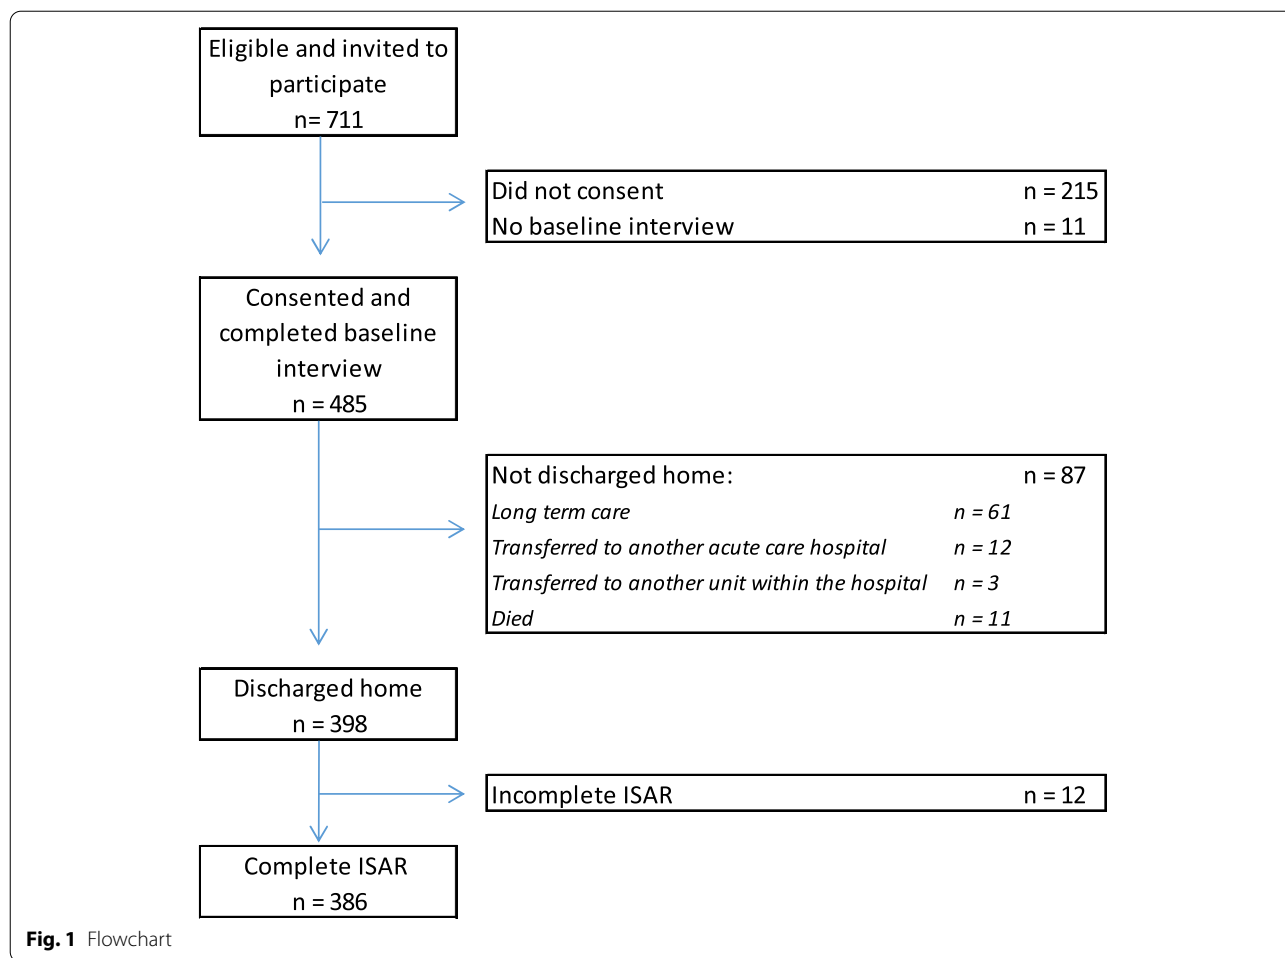 Eligible and invited to
participate
n= 711
Did not consent n = 215
No baseline interview n = 11
Consented and
completed baseline
interview
n = 485
Not discharged home: n = 87
Long term care n = 61
Transferred to another acute care hospital n = 12
Transferred to another unit within the hospital n = 3
Died n = 11
Discharged home
n = 398
Incomplete ISAR n = 12
Complete ISAR
n = 386
Fig. 1 Flowchart